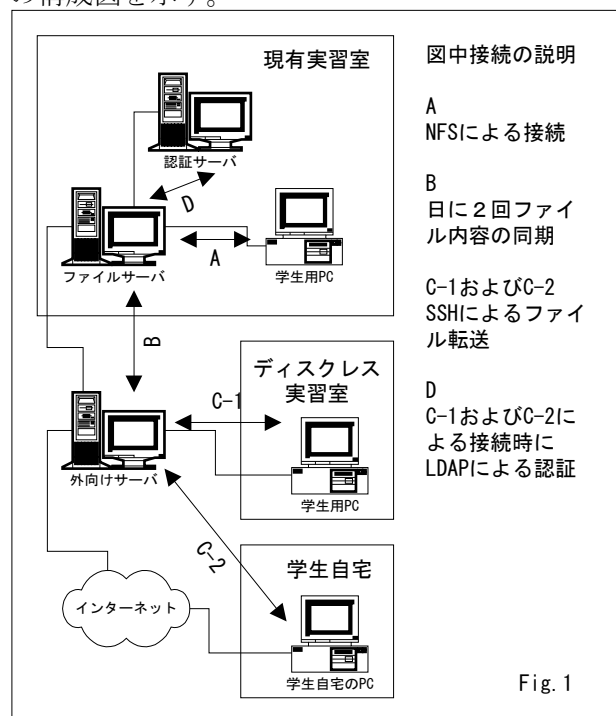 の構成図を示す。
現有実習室
認証サーバ
D
A
ファイルサーバ
学生用PC
B
ディスクレス
実習室
C-1
学生用PC
外向けサーバ
C-2
学生自宅
インターネット
学生自宅のPC
図中接続の説明
A
NFSによる接続
B
日に２回ファイ
ル内容の同期
C-1およびC-2
SSHによるファイ
ル転送
D
C-1およびC-2に
よる接続時に
LDAPによる認証
Fig.1